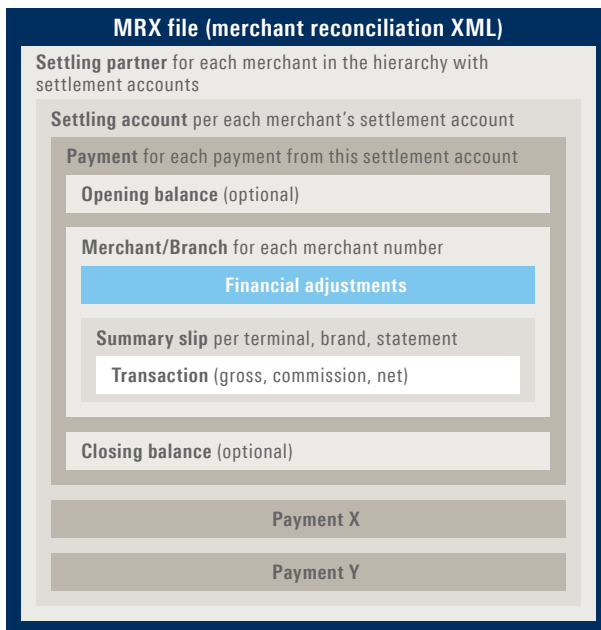 MRX file (merchant reconciliation XML)
Settling partner for each merchant in the hierarchy with
settlement accounts
Settling account per each merchant’s settlement account
Payment for each payment from this settlement account
Opening balance (optional)
Merchant/Branch for each merchant number
Financial adjustments
Summary slip per terminal, brand, statement
Transaction (gross, commission, net)
Closing balance (optional)
Payment X
Payment Y